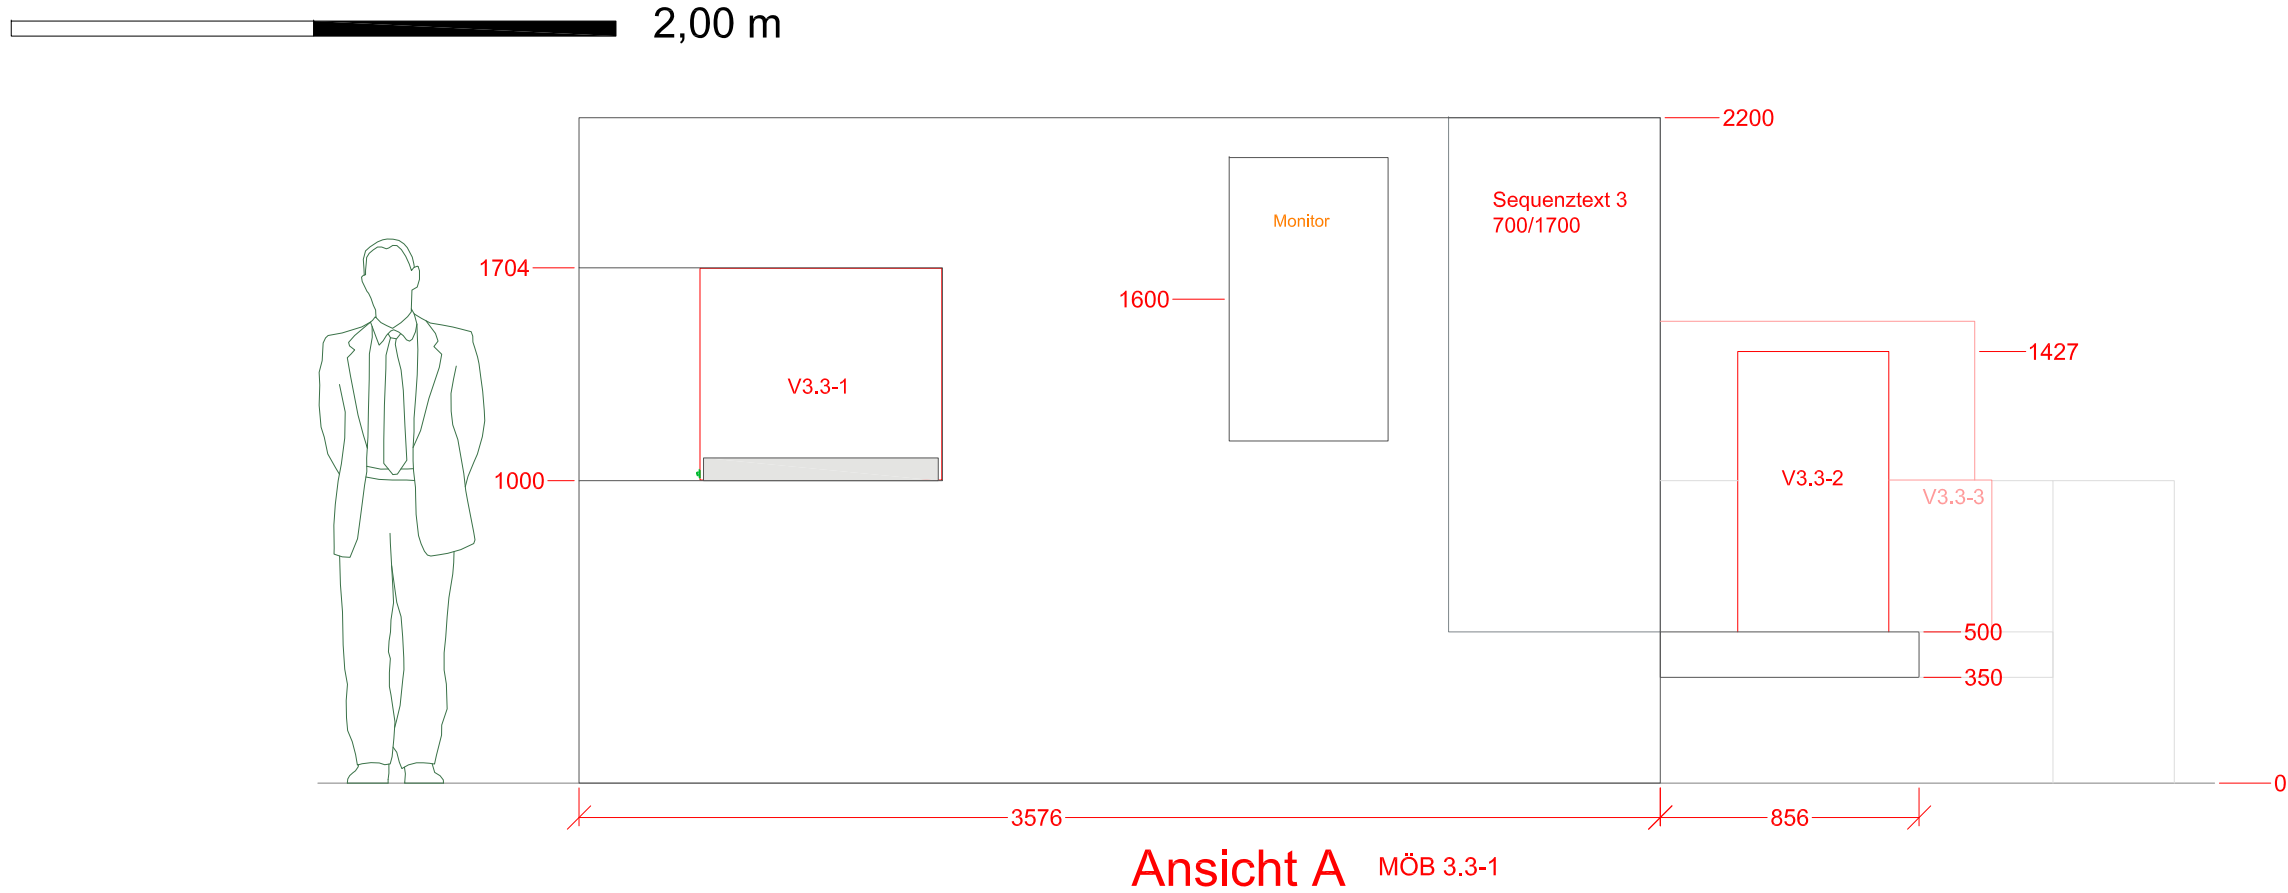 2,00 m
2200
Sequenztext 3
700/1700
Monitor
1704
1600
1427
V3.3-1
1000
V3.3-2
V3.3-3
500
350
0
3576
856
Ansicht A MÖB 3.3-1